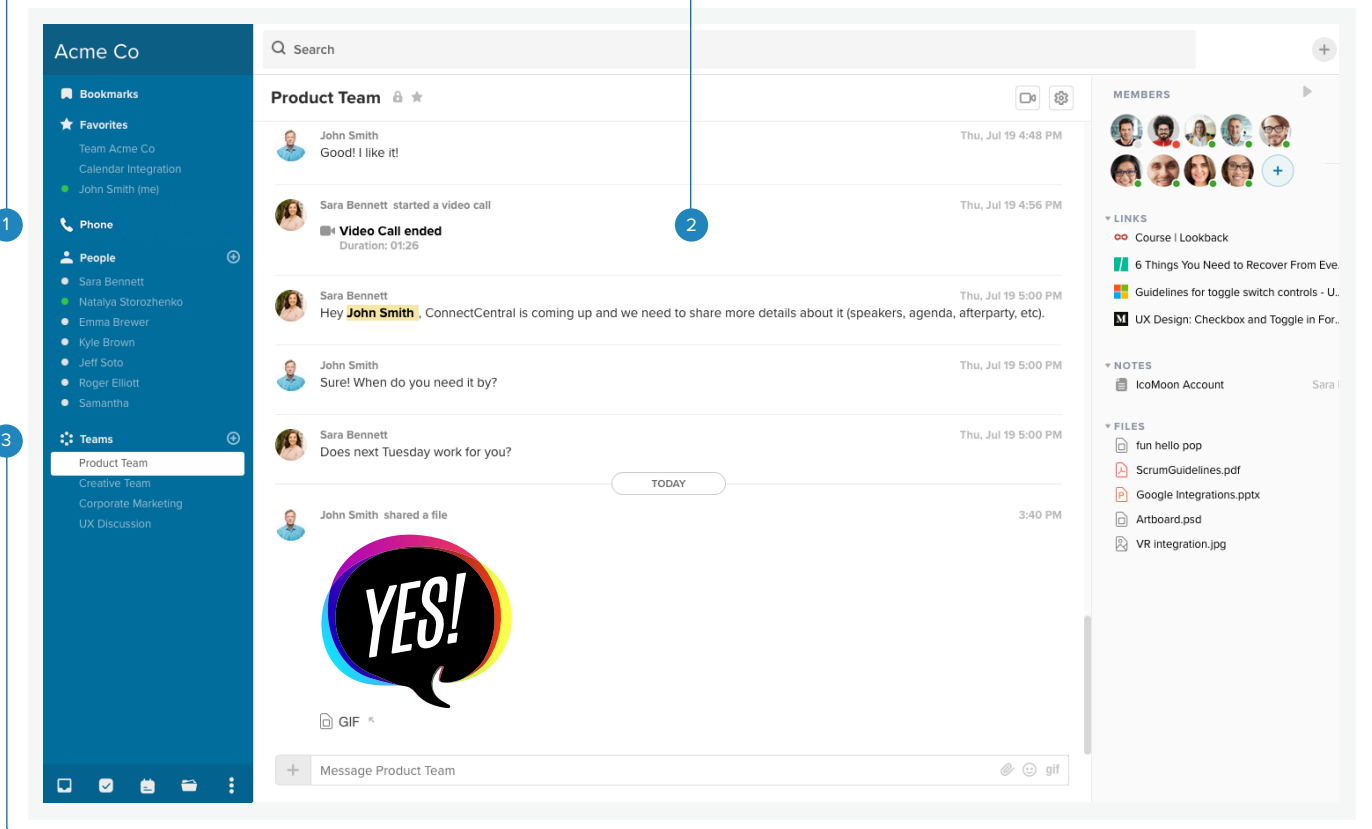 Acme Co
Search
+
Bookmarks
Favorites
Team Acme Co
Calendar Integration
John Smith (me)
1
Phone
People
Sara Bennett
Natalya Storozhenko
Emma Brewer
Kyle Brown
Jeff Soto
Roger Elliott
Samantha
3
Teams
Product Team
Creative Team
Corporate Marketing
UX Discussion
Product Team
John Smith Thu, Jul 19 4:48 PM
Good! I like it!
Sara Bennett started a video call Thu, Jul 19 4:56 PM
2
Video Call ended
Duration: 01:26
Sara Bennett Thu, Jul 19 5:00 PM
Hey John Smith , ConnectCentral is coming up and we need to share more details about it (speakers, agenda, afterparty, etc).
John Smith Thu, Jul 19 5:00 PM
Sure! When do you need it by?
Sara Bennett Thu, Jul 19 5:00 PM
Does next Tuesday work for you?
TODAY
John Smith shared a file 3:40 PM
YES!
GIF
+ Message Product Team gif
MEMBERS
+
LINKS
Course | Lookback
6 Things You Need to Recover From Eve.
Guidelines for toggle switch controls - U..
M UX Design: Checkbox and Toggle in For..
NOTES
IcoMoon Account Sara
FILES
fun hello pop
ScrumGuidelines.pdf
P Google Integrations.pptx
Artboard.psd
VR integration.jpg